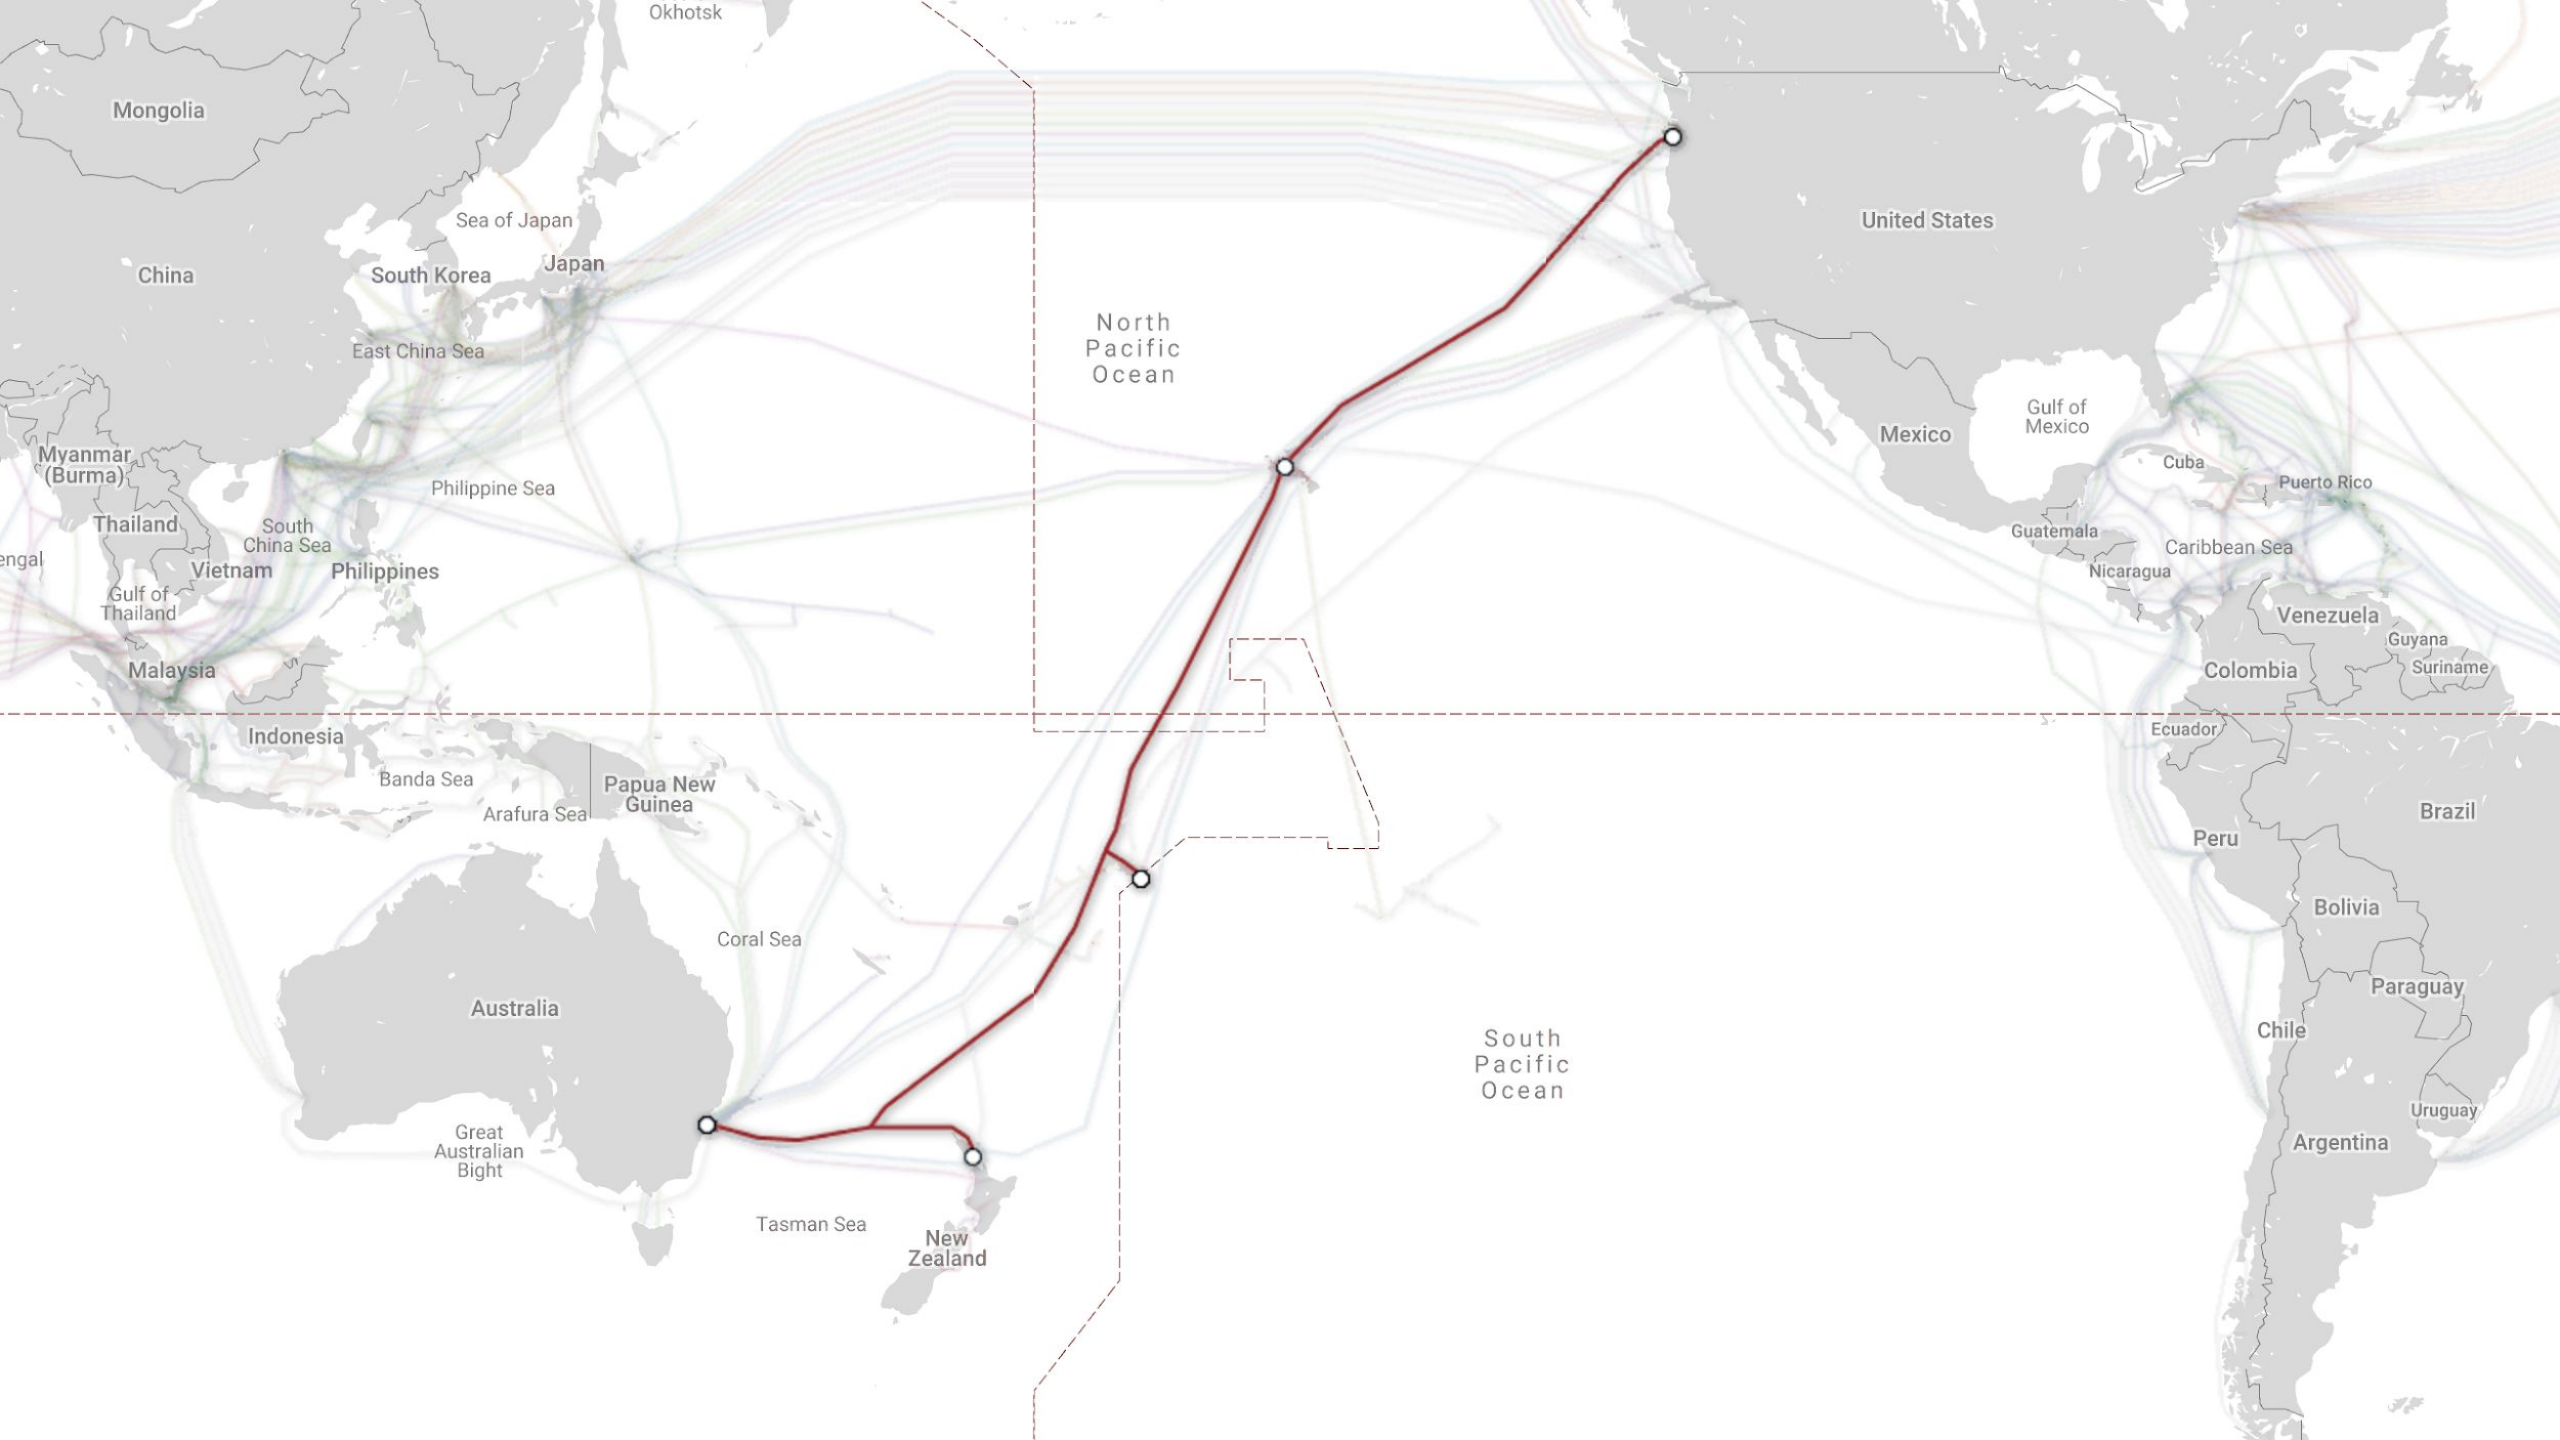 Okhotsk
Mongolia
Sea of Japan
United States
Japan
China
South Korea
North
Pacific
Ocean
East China Sea
Gulf of
Mexico
Mexico
Myanmar
(Burma)
Cuba
Puerto Rico
Philippine Sea
Thailand
South
China Sea
Guatemala
Caribbean Sea
engal
Vietnam
Philippines
Nicaragua
Gulf of
Thailand
Venezuela
Guyana
Malaysia
Colombia
Suriname
Indonesia
Ecuador
Banda Sea
Papua New
Guinea
Arafura Sea
Brazil
Peru
Bolivia
Coral Sea
Paraguay
Australia
Chile
South
Pacific
Ocean
Uruguay
Great
Australian
Bight
Argentina
Tasman Sea
New
Zealand